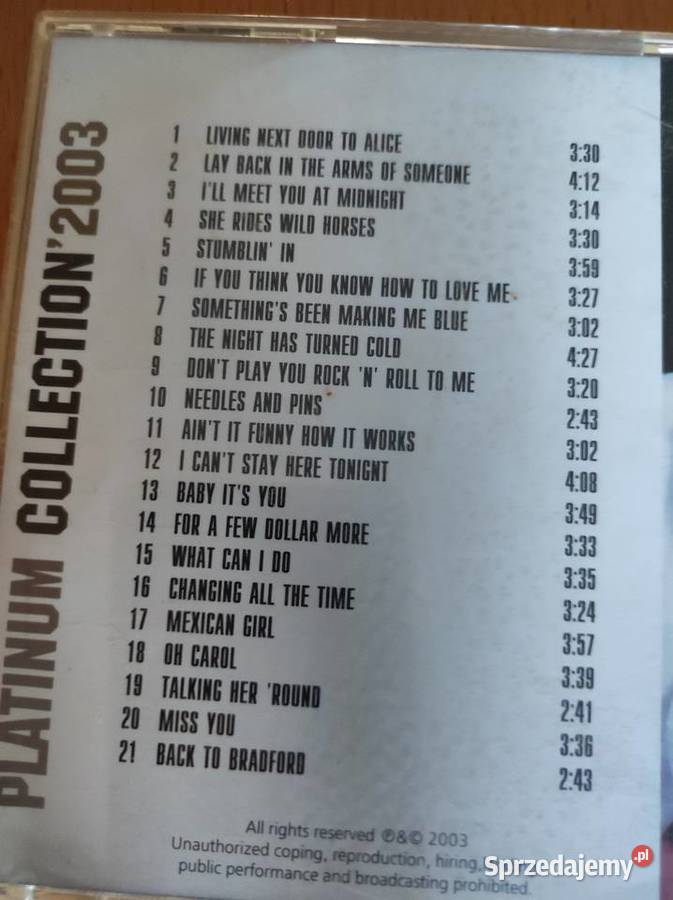 PLATINUM COLLECTION'2003
1 LIVING NEXT DOOR TO ALICE 3:30
2 LAY BACK IN THE ARMS OF SOMEONE 4:12
3 I'LL MEET YOU AT MIDNIGHT 3:14
4 SHE RIDES WILD HORSES 3:30
5 STUMBLIN' IN 3:59
6 IF YOU THINK YOU KNOW HOW TO LOVE ME 3:27
7 SOMETHING'S BEEN MAKING ME BLUE 3:02
8 THE NIGHT HAS TURNED COLD 4:27
9 DON'T PLAY YOU ROCK 'N' ROLL TO ME 3:20
10 NEEDLES AND PINS 2:43
11 AIN'T IT FUNNY HOW IT WORKS 3:02
12 I CAN'T STAY HERE TONIGNT 4:08
13 BABY IT'S YOU 3:49
14 FOR A FEW DOLLAR MORE 3:33
15 WHAT CAN I DO 3:35
16 CHANGING ALL THE TIME 3:24
17 MEXICAN GIRL 3:57
18 OH CAROL 3:39
19 TALKING HER 'ROUND 2:41
20 MISS YOU 3:36
21 BACK TO BRADFORD 2:43
All rights reserved ℗&© 2003
Unauthorized coping, reproduction, hiring,
public performance and broadcasting prohibited.
Sprzedajemy.pl